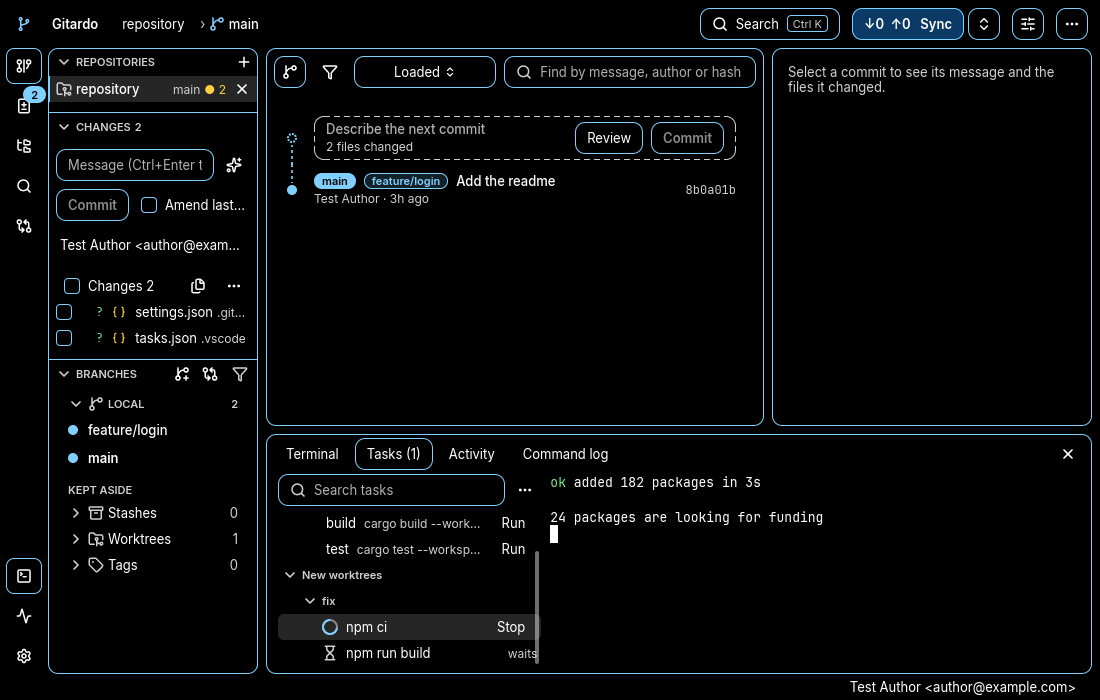 Gitardo repository › main Search Ctrl K ↓0 ↑0 Sync
REPOSITORIES
repository main 2
2
CHANGES 2
Message (Ctrl+Enter t
Commit Amend last...
Test Author <author@exam...
Changes 2
? {} settings.json .git...
? {} tasks.json .vscode
BRANCHES
LOCAL 2
feature/login
main
KEPT ASIDE
Stashes 0
Worktrees 1
Tags 0
Loaded Find by message, author or hash
Describe the next commit
2 files changed
Review Commit
main feature/login Add the readme
Test Author · 3h ago
8b0a01b
Select a commit to see its message and the
files it changed.
Terminal Tasks (1) Activity Command log
Search tasks
build cargo build --work... Run
test cargo test --worksp... Run
New worktrees
fix
npm ci Stop
npm run build waits
ok added 182 packages in 3s
24 packages are looking for funding
Test Author <author@example.com>